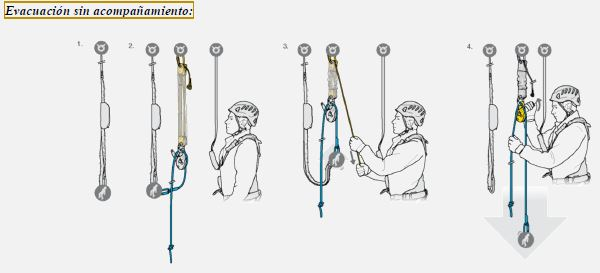 Evacuación sin acompañamiento:
1.
2.
3.
4.